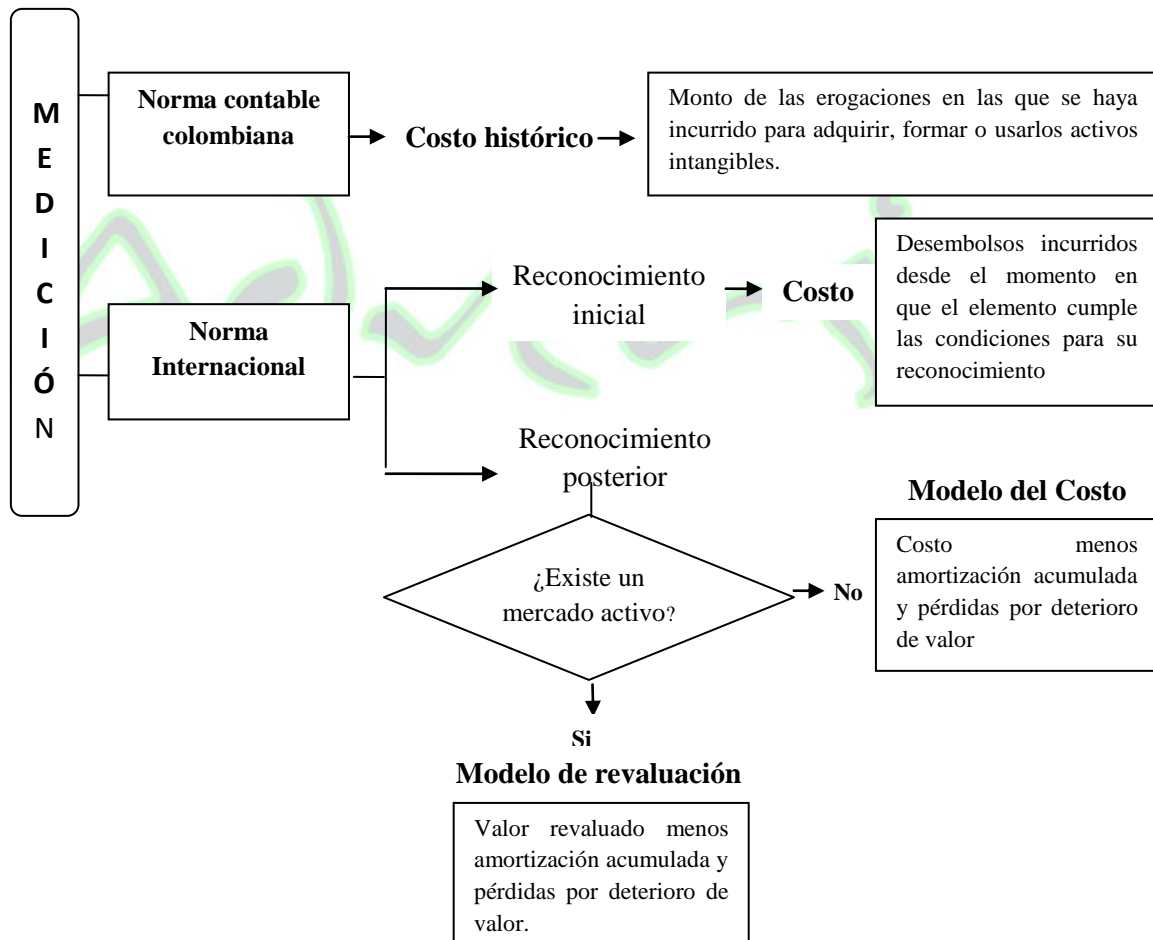 MEDICIÓN
Norma contable
colombiana
Costo histórico
Monto de las erogaciones en las que se haya
incurrido para adquirir, formar o usarlos activos
intangibles.
Norma
Internacional
Reconocimiento
inicial
Costo
Desembolsos incurridos
desde el momento en
que el elemento cumple
las condiciones para su
reconocimiento
Reconocimiento
posterior
¿Existe un
mercado activo?
No
Modelo del Costo
Costo menos
amortización acumulada
y pérdidas por deterioro
de valor
Si
Modelo de revaluación
Valor revaluado menos
amortización acumulada y
pérdidas por deterioro de
valor.